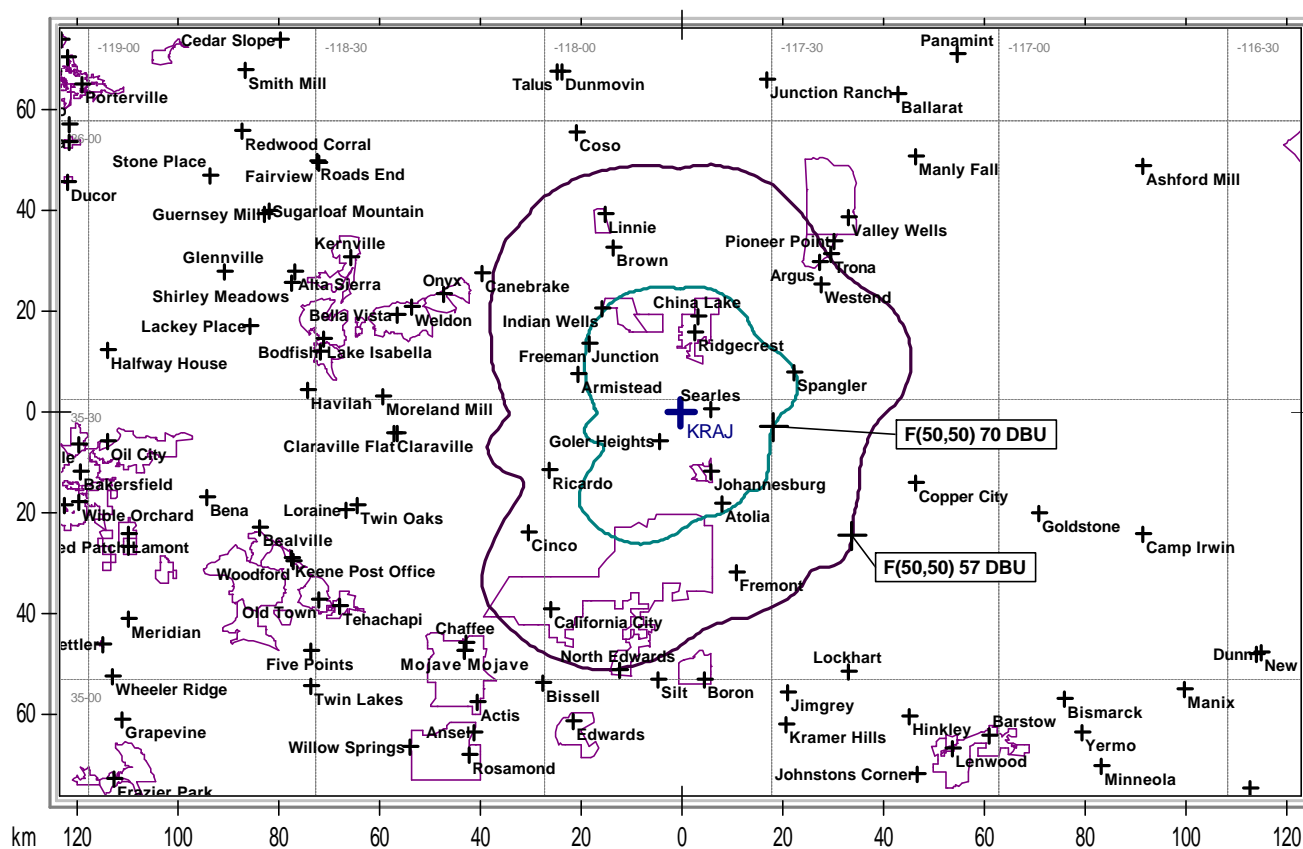 Cedar Slope
Panamint
-119-00
-118-30
-118-00
-117-30
-117-00
-116-30
Smith Mill
Talus
Dunmovin
Junction Ranch
Porterville
Ballarat
60
36-00
Redwood Corral
Coso
Stone Place
Fairview
Roads End
Manly Fall
Ashford Mill
Ducor
40
Guernsey Mill
Sugarloaf Mountain
Linnie
Valley Wells
Kernville
Pioneer Point
Glennville
Brown
Trona
Argus
Onyx
Canebrake
Alta Sierra
Shirley Meadows
Westend
20
China Lake
Bella Vista
Weldon
Indian Wells
Lackey Place
Ridgecrest
Bodfish
Lake Isabella
Freeman Junction
Halfway House
Armistead
Spangler
Searles
Havilah
Moreland Mill
0
35-30
KRAJ
F(50,50) 70 DBU
Claraville Flat
Claraville
Goler Heights
le
Oil City
Bakersfield
Ricardo
Johannesburg
Copper City
Wible Orchard
Bena
Loraine
Twin Oaks
Atolia
20
Goldstone
Bealville
Cinco
ed Patch
Lamont
Camp Irwin
Woodford
Keene Post Office
F(50,50) 57 DBU
Fremont
Old Town
Tehachapi
40
California City
Meridian
Chaffee
ettler
North Edwards
Lockhart
Dunn
New
Five Points
Mojave
Mojave
Wheeler Ridge
Twin Lakes
Bissell
Silt
Boron
35-00
Jimgrey
Manix
Bismarck
60
Grapevine
Actis
Hinkley
Barstow
Ansel
Edwards
Kramer Hills
Yermo
Willow Springs
Lenwood
Rosamond
Johnstons Corner
Minneola
Frazier Park
km
120
100
80
60
40
20
0
20
40
60
80
100
120